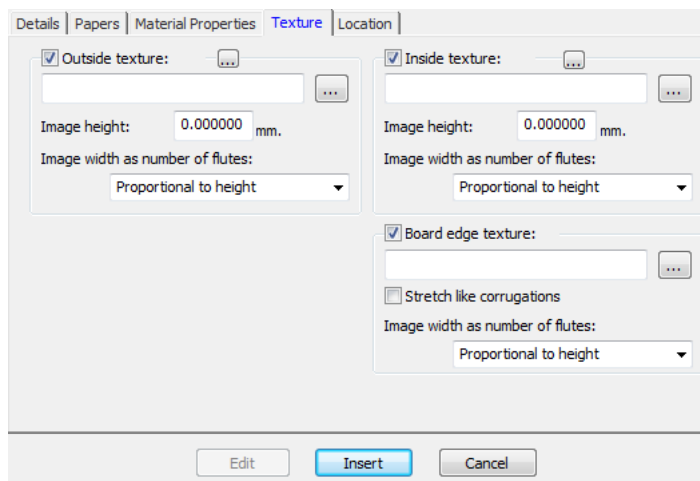 Details Papers Material Properties Texture Location
Outside texture: ...
...
Image height: 0.000000 mm.
Image width as number of flutes:
Proportional to height
Inside texture: ...
...
Image height: 0.000000 mm.
Image width as number of flutes:
Proportional to height
Board edge texture:
...
Stretch like corrugations
Image width as number of flutes:
Proportional to height
Edit Insert Cancel